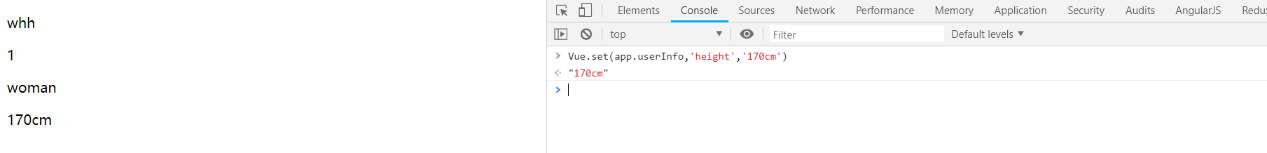 whh
1
woman
170cm
Elements Console Sources Network Performance Memory Application Security Audits AngularJS Redu
top Filter Default levels
Vue.set(app.userInfo,'height','170cm')
"170cm"